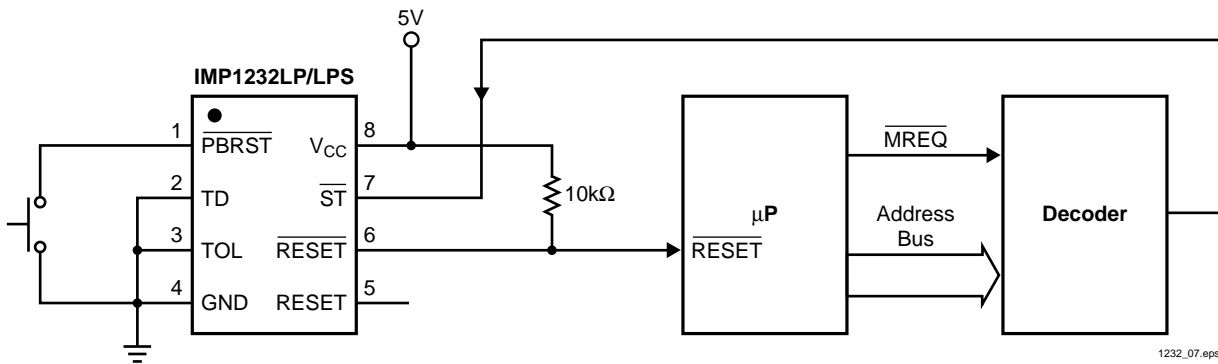 5V
IMP1232LP/LPS
1 PBRST VCC 8
2 TD ST 7
10kΩ
3 TOL RESET 6
4 GND RESET 5
μP
RESET
MREQ
Address
Bus
Decoder
1232_07.eps